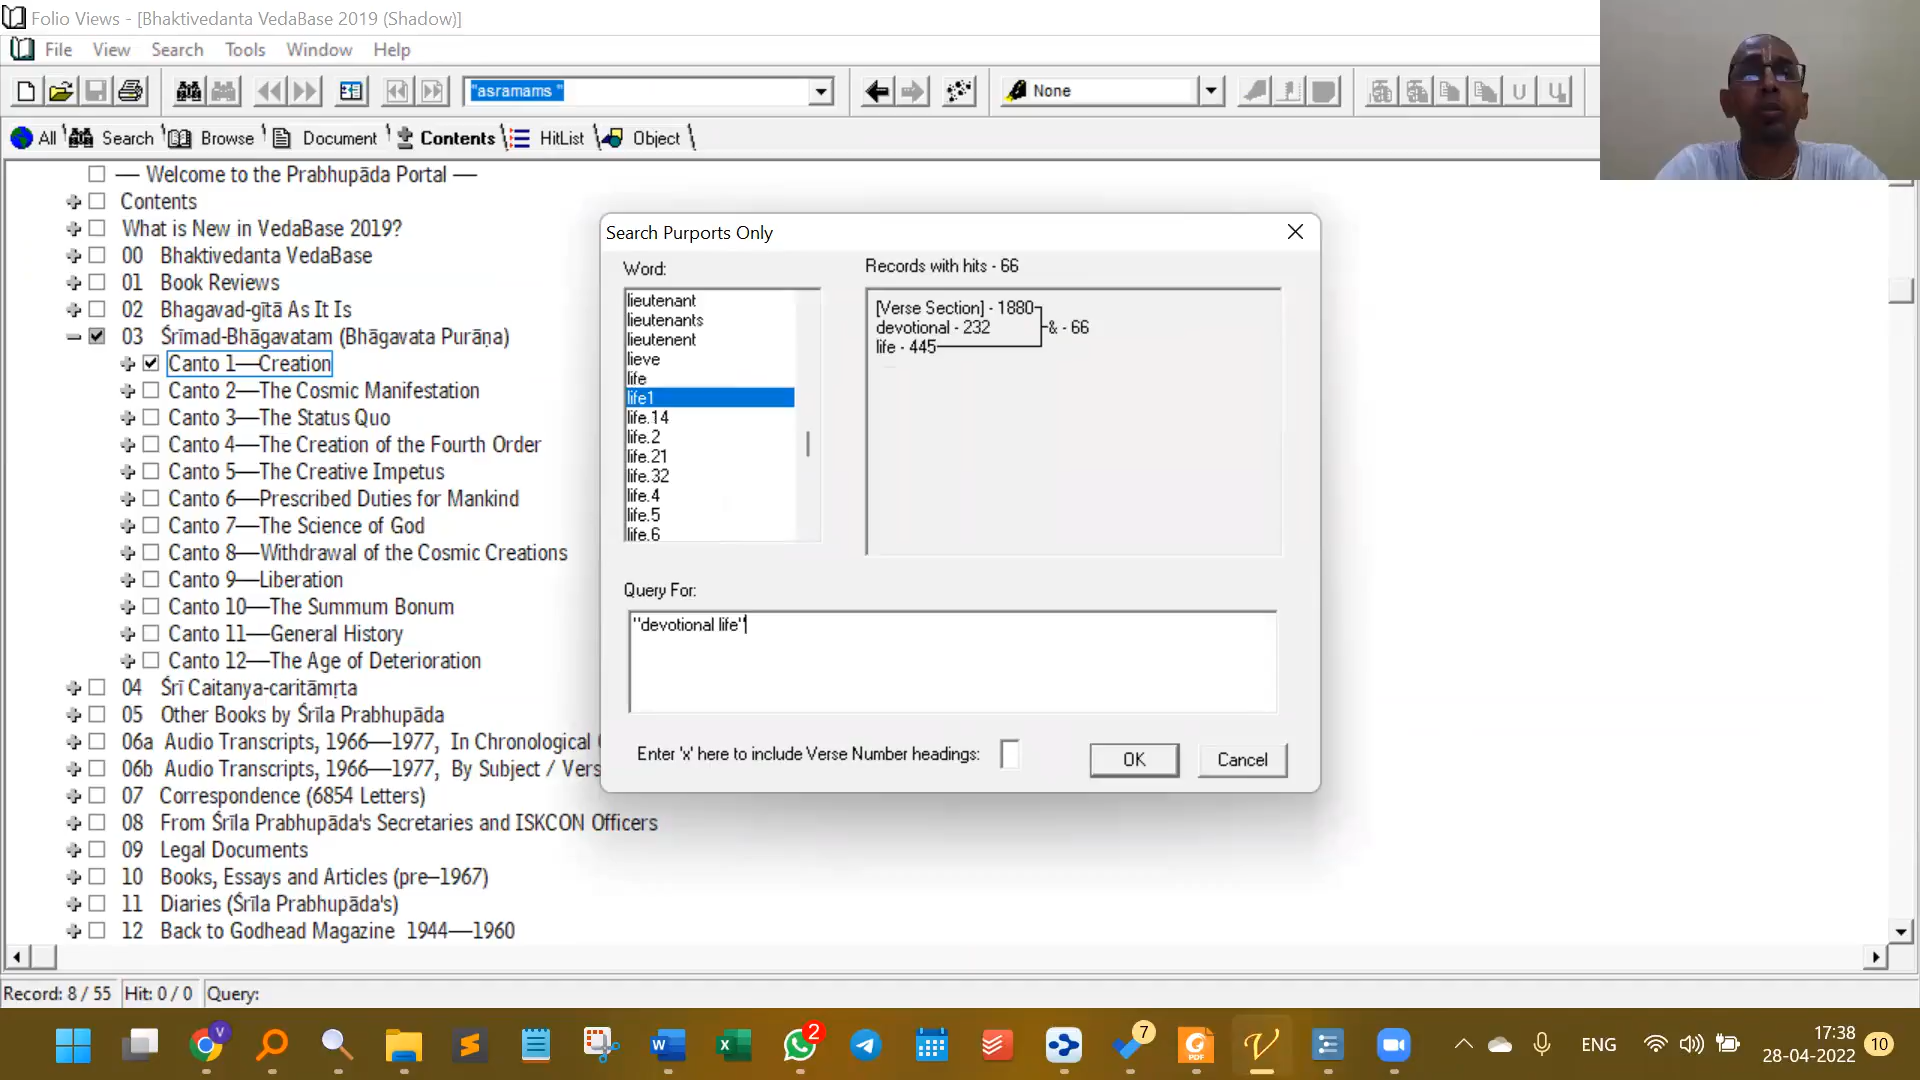 Folio Views - [Bhaktivedanta VedaBase 2019 (Shadow)]
File View Search Tools Window Help
"asramams "
None
All Search Browse Document Contents HitList Object
— Welcome to the Prabhupāda Portal —
Contents
What is New in VedaBase 2019?
00 Bhaktivedanta VedaBase
01 Book Reviews
02 Bhagavad-gītā As It Is
03 Śrīmad-Bhāgavatam (Bhāgavata Purāṇa)
Canto 1—Creation
Canto 2—The Cosmic Manifestation
Canto 3—The Status Quo
Canto 4—The Creation of the Fourth Order
Canto 5—The Creative Impetus
Canto 6—Prescribed Duties for Mankind
Canto 7—The Science of God
Canto 8—Withdrawal of the Cosmic Creations
Canto 9—Liberation
Canto 10—The Summum Bonum
Canto 11—General History
Canto 12—The Age of Deterioration
04 Śrī Caitanya-caritāmṛta
05 Other Books by Śrīla Prabhupāda
06a Audio Transcripts, 1966—1977, In Chronological
06b Audio Transcripts, 1966—1977, By Subject / Vers
07 Correspondence (6854 Letters)
08 From Śrīla Prabhupāda's Secretaries and ISKCON Officers
09 Legal Documents
10 Books, Essays and Articles (pre–1967)
11 Diaries (Śrīla Prabhupāda's)
12 Back to Godhead Magazine 1944—1960
Search Purports Only
Word:
lieutenant
lieutenants
lieutenent
lieve
life
life1
life.14
life.2
life.21
life.32
life.4
life.5
life.6
Records with hits - 66
[Verse Section] - 1880
devotional - 232 & - 66
life - 445
Query For:
"devotional life"
Enter 'x' here to include Verse Number headings:
OK Cancel
Record: 8 / 55 Hit: 0 / 0 Query:
V
2
7
PDF
ENG
17:38
28-04-2022
10